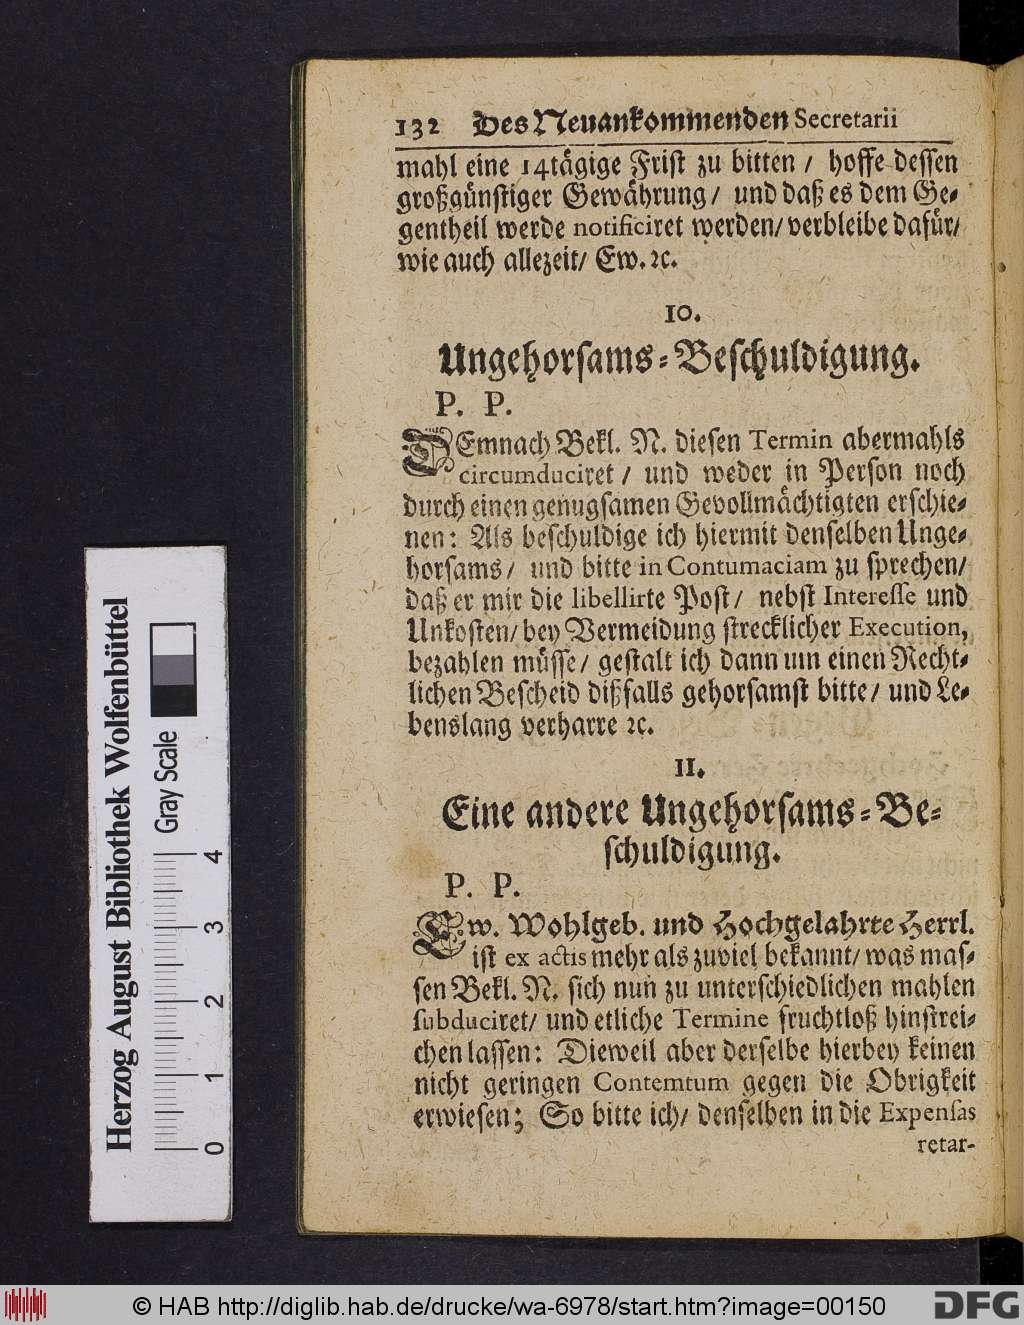 132 Des Neuankommenden Secretarii
mahl eine 14tägige Frist zu bitten / hoffe dessen
großgünstiger Gewährung / und daß es dem Ge-
gentheil werde notificiret werden / verbleibe dafür /
wie auch allezeit / Ew. ꝛc.
10.
Ungehorsams-Beschuldigung.
P. P.
DEmnach Bekl. N. diesen Termin abermahls
circumduciret / und weder in Person noch
durch einen genugsamen Gevollmächtigten erschie-
nen: Als beschuldige ich hiermit denselben Unge-
horsams / und bitte in Contumaciam zu sprechen /
daß er mir die libellirte Post / nebst Interesse und
Unkosten / bey Vermeidung strecklicher Execution,
bezahlen müsse / gestalt ich dann um einen Recht-
lichen Bescheid dißfalls gehorsamst bitte / und Le-
benslang verharre ꝛc.
11.
Eine andere Ungehorsams-Be-
schuldigung.
P. P.
Ew. Wohlgeb. und Hochgelahrte Herrl.
ist ex actis mehr als zuviel bekannt / was mas-
sen Bekl. N. sich nun zu unterschiedlichen mahlen
subduciret / und etliche Termine fruchtloß hinstrei-
chen lassen: Dieweil aber derselbe hierbey keinen
nicht geringen Contemtum gegen die Obrigkeit
erwiesen; So bitte ich / denselben in die Expensas
retar-
Herzog August Bibliothek Wolfenbüttel
Gray Scale
0 1 2 3 4
© HAB http://diglib.hab.de/drucke/wa-6978/start.htm?image=00150
DFG